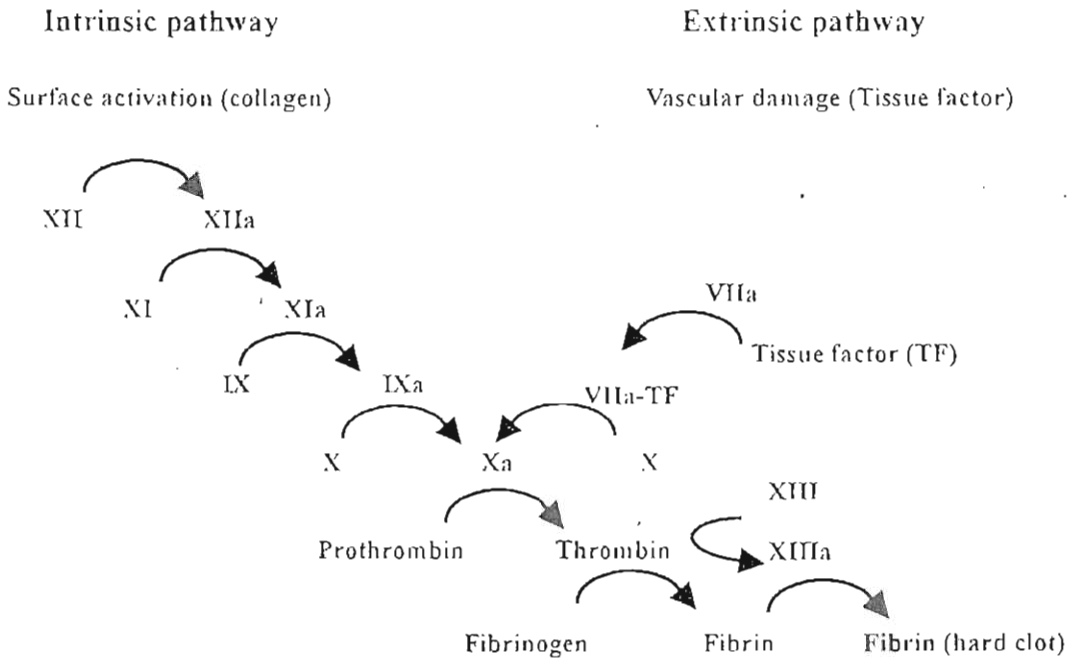 Intrinsic pathway Extrinsic pathway
Surface activation (collagen) Vascular damage (Tissue factor)
XII XIIa
VIIa
XI XIa
Tissue factor (TF)
IX IXa VIIa-TF
X Xa X
XIII
Prothrombin Thrombin XIIIa
Fibrinogen Fibrin Fibrin (hard clot)